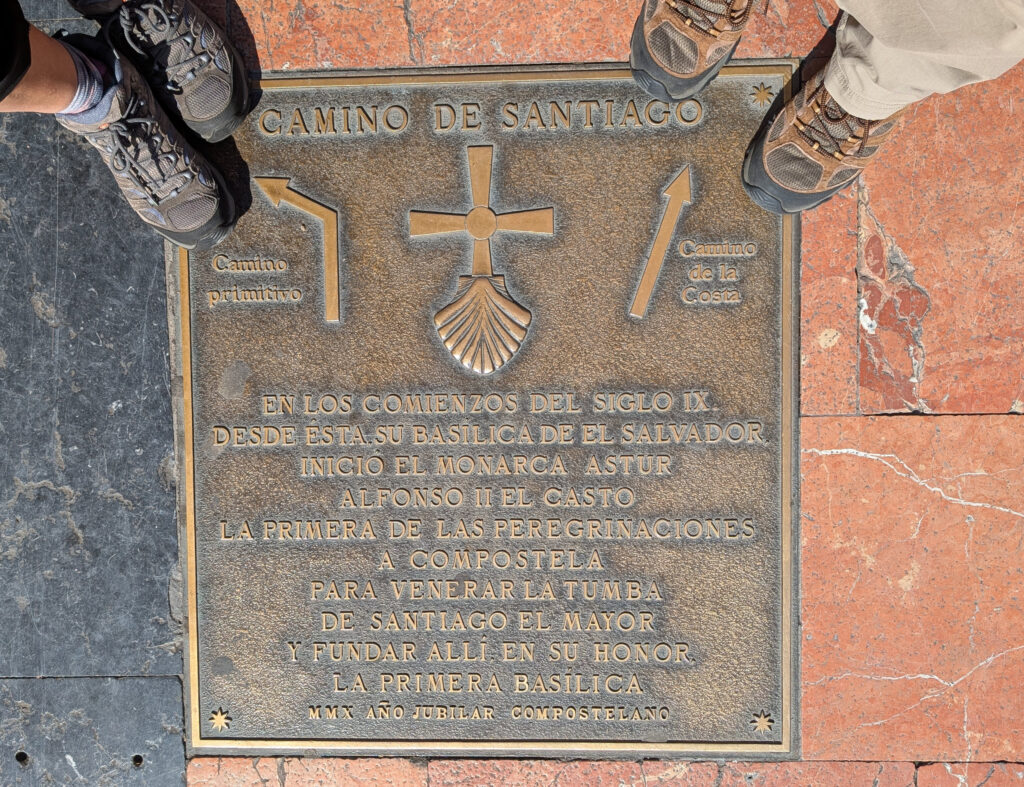 CAMINO DE SANTIAGO
Camino
primitivo
Camino
de la
Costa
EN LOS COMIENZOS DEL SIGLO IX.
DESDE ÉSTA, SU BASÍLICA DE EL SALVADOR,
INICIÓ EL MONARCA ASTUR
ALFONSO II EL CASTO
LA PRIMERA DE LAS PEREGRINACIONES
A COMPOSTELA
PARA VENERAR LA TUMBA
DE SANTIAGO EL MAYOR
Y FUNDAR ALLÍ, EN SU HONOR,
LA PRIMERA BASÍLICA
MMX AÑO JUBILAR COMPOSTELANO